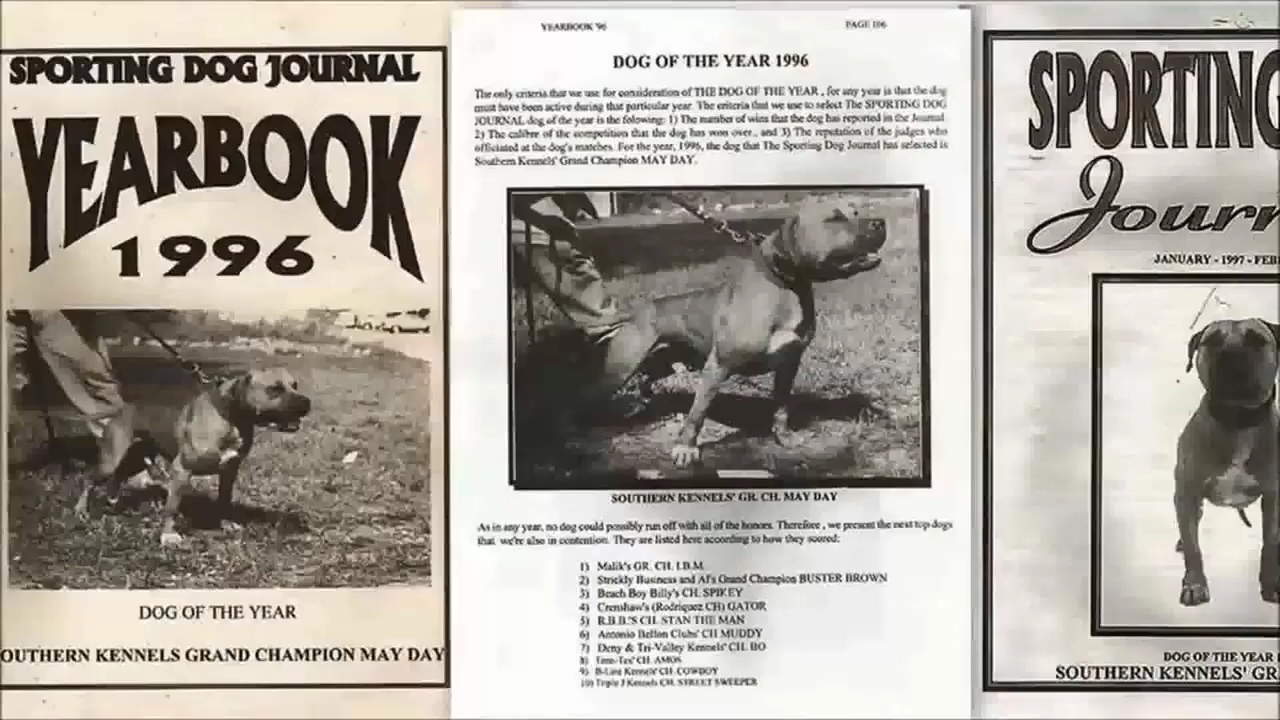 SPORTING DOG JOURNAL
YEARBOOK
1996
DOG OF THE YEAR
OUTHERN KENNELS GRAND CHAMPION MAY DAY
YEARBOOK '96
PAGE 106
DOG OF THE YEAR 1996
The only criteria that we use for consideration of THE DOG OF THE YEAR , for any year is that the dog
must have been active during that particular year. The criteria that we use to select The SPORTING DOG
JOURNAL dog of the year is the following: 1) The number of wins that the dog has reported in the Journal
2) The calibre of the competition that the dog has won over , and 3) The reputation of the judges who
officiated at the dog's matches. For the year, 1996, the dog that The Sporting Dog Journal has selected is
Southern Kennels' Grand Champion MAY DAY.
SOUTHERN KENNELS' GR. CH. MAY DAY
As in any year, no dog could possibly run off with all of the honors. Therefore , we present the next top dogs
that we're also in contention. They are listed here according to how they scored:
1) Malik's GR. CH. I.B.M.
2) Strickly Business and Al's Grand Champion BUSTER BROWN
3) Beach Boy Billy's CH. SPIKEY
4) Crenshaw's (Rodriquez CH) GATOR
5) R.B.B.'S CH. STAN THE MAN
6) Antonio Bellon Clubs' CH MUDDY
7) Deny & Tri-Valley Kennels' CH. BO
8) CH. AMOS
9) B-Line Kennels' CH. COWBOY
10) Triple J Kennels CH. STREET SWEEPER
SPORTING
Journ
JANUARY - 1997 - FEB
DOG OF THE YEAR
SOUTHERN KENNELS' GR